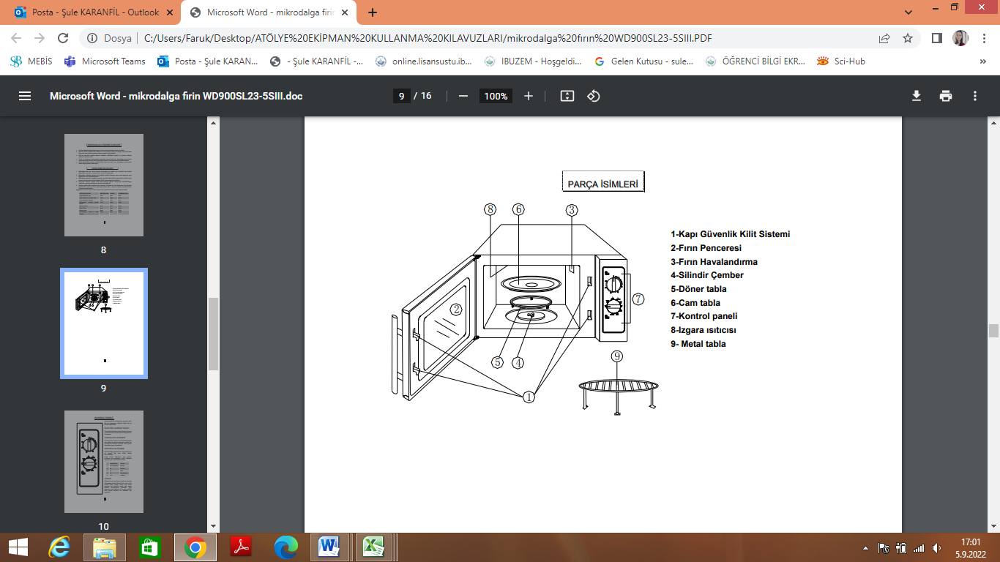 Posta - Şule KARANFİL - Outlook
Microsoft Word - mikrodalga firin
Dosya
C:/Users/Faruk/Desktop/ATÖLYE%20EKİPMAN%20KULLANMA%20KILAVUZLARI/mikrodalga%20fırın%20WD900SL23-5SIII.PDF
MEBİS
Microsoft Teams
Posta - Şule KARAN...
- Şule KARANFİL -...
online.lisansustu.ib...
IBUZEM - Hoşgeldi...
Gelen Kutusu - sule...
ÖĞRENCİ BİLGİ EKR...
Sci-Hub
»
Microsoft Word - mikrodalga firin WD900SL23-5SIII.doc
9 / 16
100%
8
9
10
PARÇA İSİMLERİ
8
6
3
2
7
5
4
9
1
1-Kapı Güvenlik Kilit Sistemi
2-Fırın Penceresi
3-Fırın Havalandırma
4-Silindir Çember
5-Döner tabla
6-Cam tabla
7-Kontrol paneli
8-Izgara ısıtıcısı
9- Metal tabla
17:01
5.9.2022